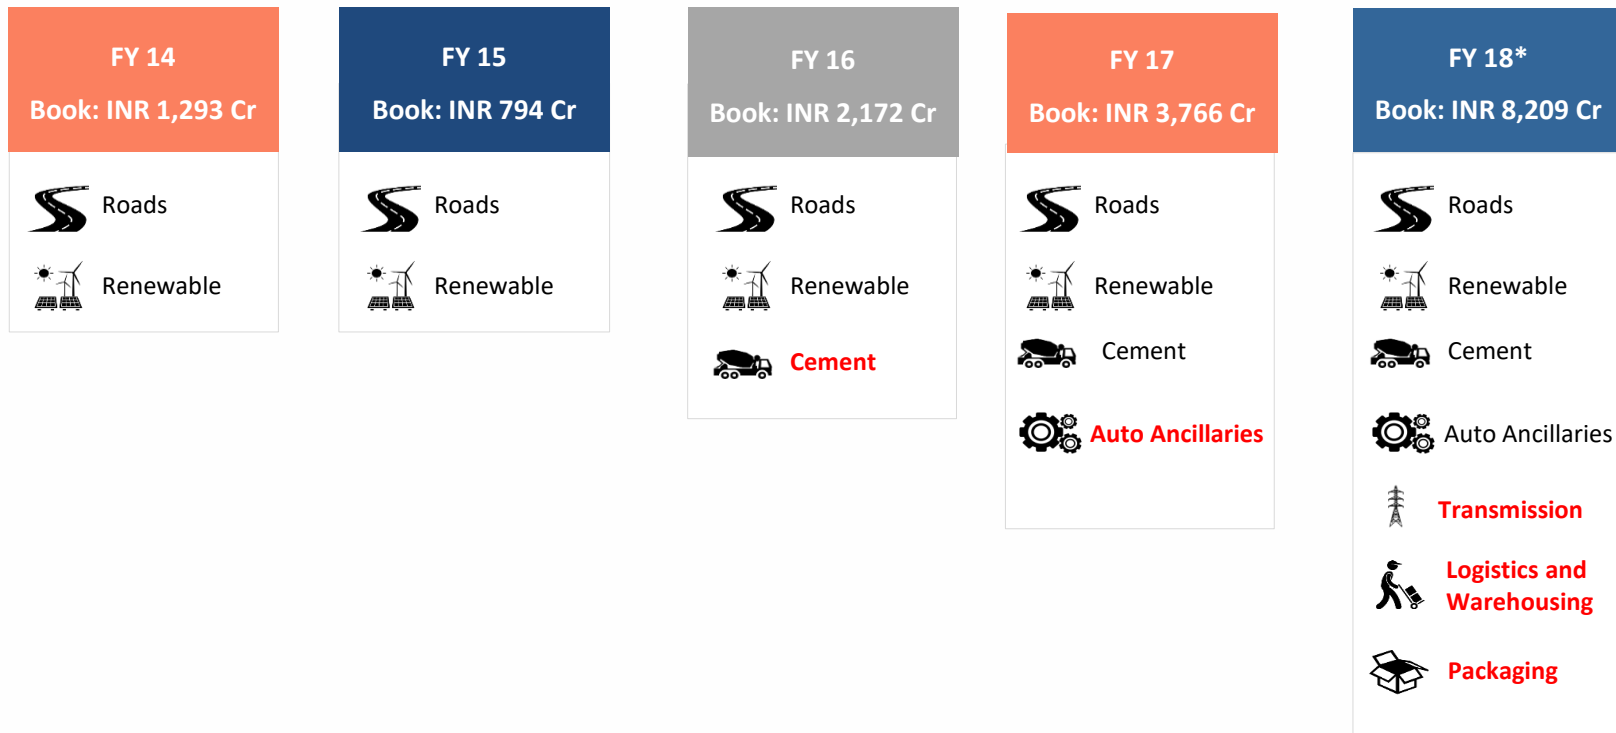 FY 14
Book: INR 1,293 Cr
Roads
Renewable
FY 15
Book: INR 794 Cr
Roads
Renewable
FY 16
Book: INR 2,172 Cr
Roads
Renewable
Cement
FY 17
Book: INR 3,766 Cr
Roads
Renewable
Cement
Auto Ancillaries
FY 18*
Book: INR 8,209 Cr
Roads
Renewable
Cement
Auto Ancillaries
Transmission
Logistics and
Warehousing
Packaging